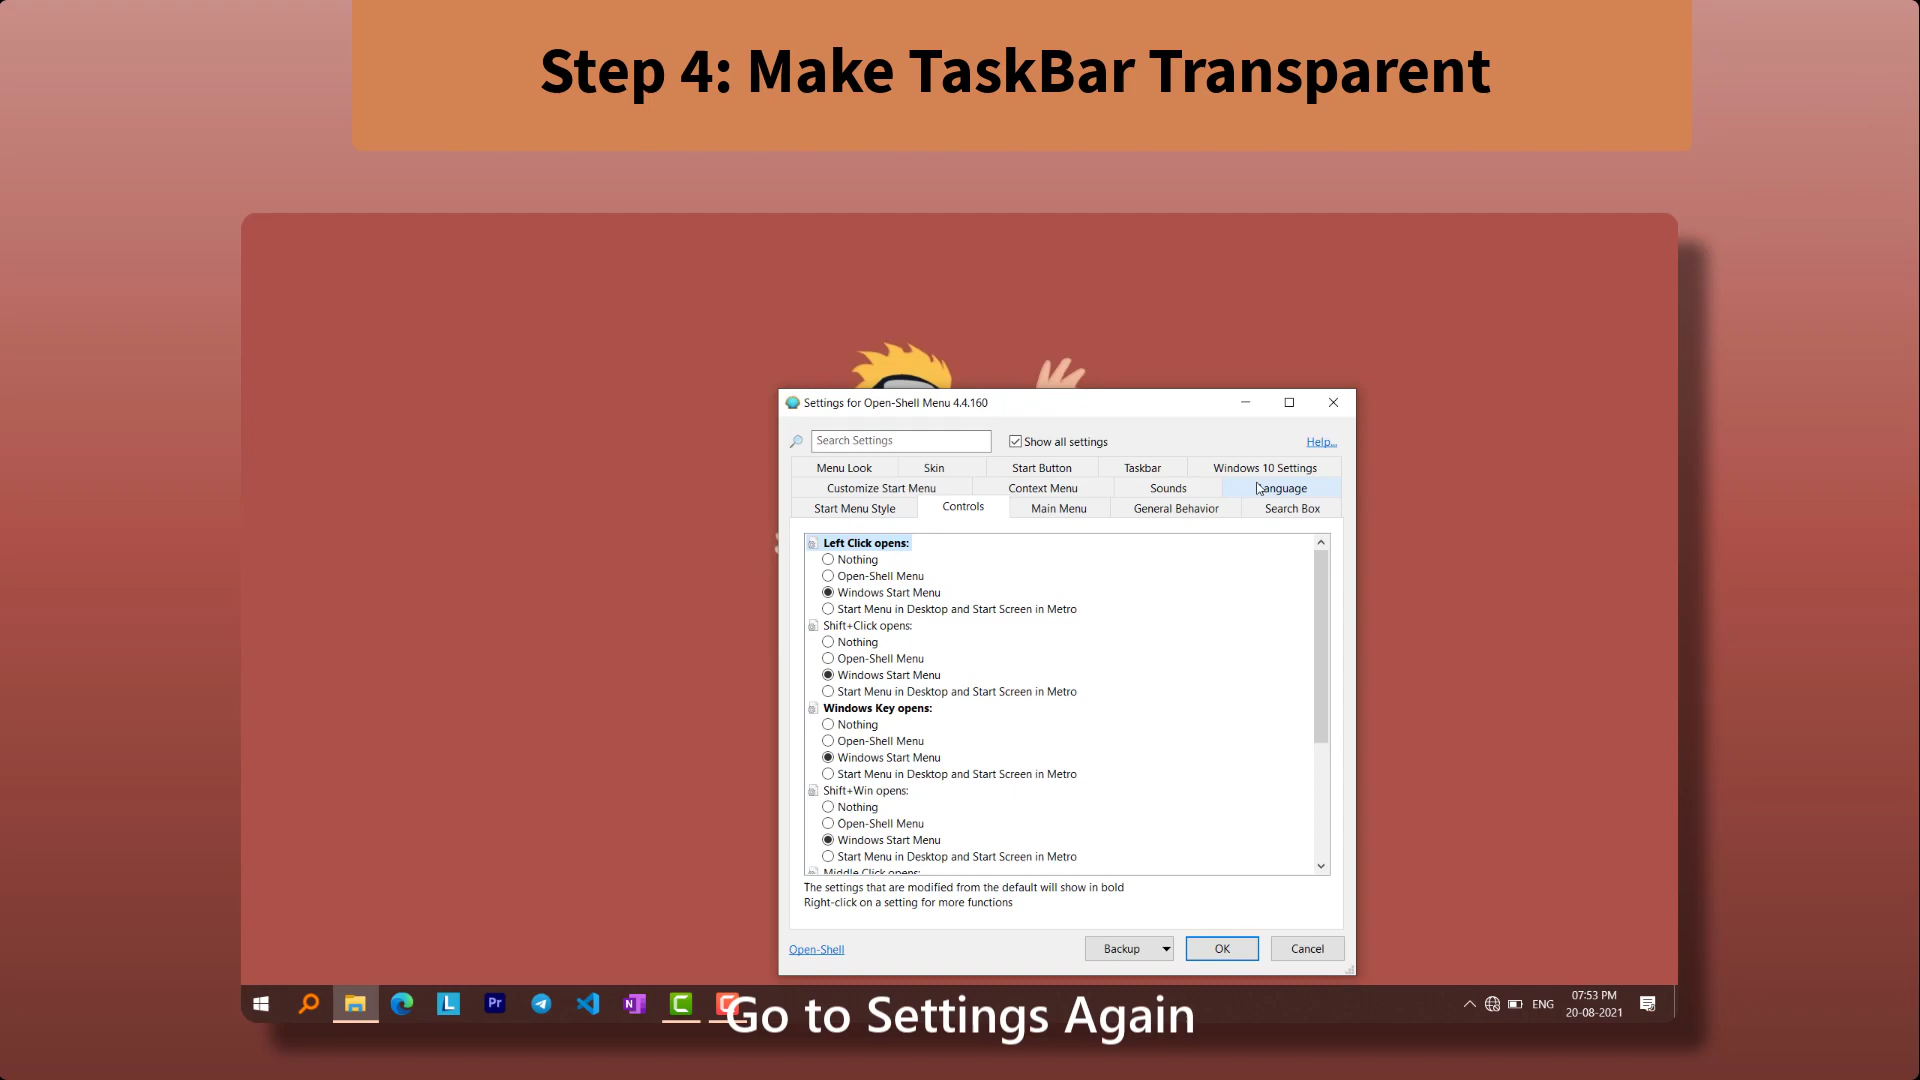 Step 4: Make TaskBar Transparent
Settings for Open-Shell Menu 4.4.160
Search Settings
Show all settings
Help...
Menu Look
Skin
Start Button
Taskbar
Windows 10 Settings
Customize Start Menu
Context Menu
Sounds
Language
Start Menu Style
Controls
Main Menu
General Behavior
Search Box
Left Click opens:
Nothing
Open-Shell Menu
Windows Start Menu
Start Menu in Desktop and Start Screen in Metro
Shift+Click opens:
Nothing
Open-Shell Menu
Windows Start Menu
Start Menu in Desktop and Start Screen in Metro
Windows Key opens:
Nothing
Open-Shell Menu
Windows Start Menu
Start Menu in Desktop and Start Screen in Metro
Shift+Win opens:
Nothing
Open-Shell Menu
Windows Start Menu
Start Menu in Desktop and Start Screen in Metro
Middle Click opens:
The settings that are modified from the default will show in bold
Right-click on a setting for more functions
Open-Shell
Backup
OK
Cancel
L
Pr
N
ENG
07:53 PM
20-08-2021
Go to Settings Again